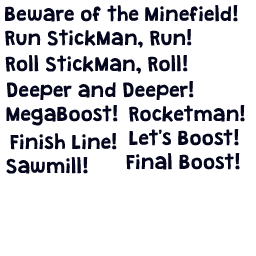 Beware of the Minefield!
Run StickMan, Run!
Roll StickMan, Roll!
Deeper and Deeper!
MegaBoost! Rocketman!
Finish Line! Let's Boost!
Sawmill! Final Boost!